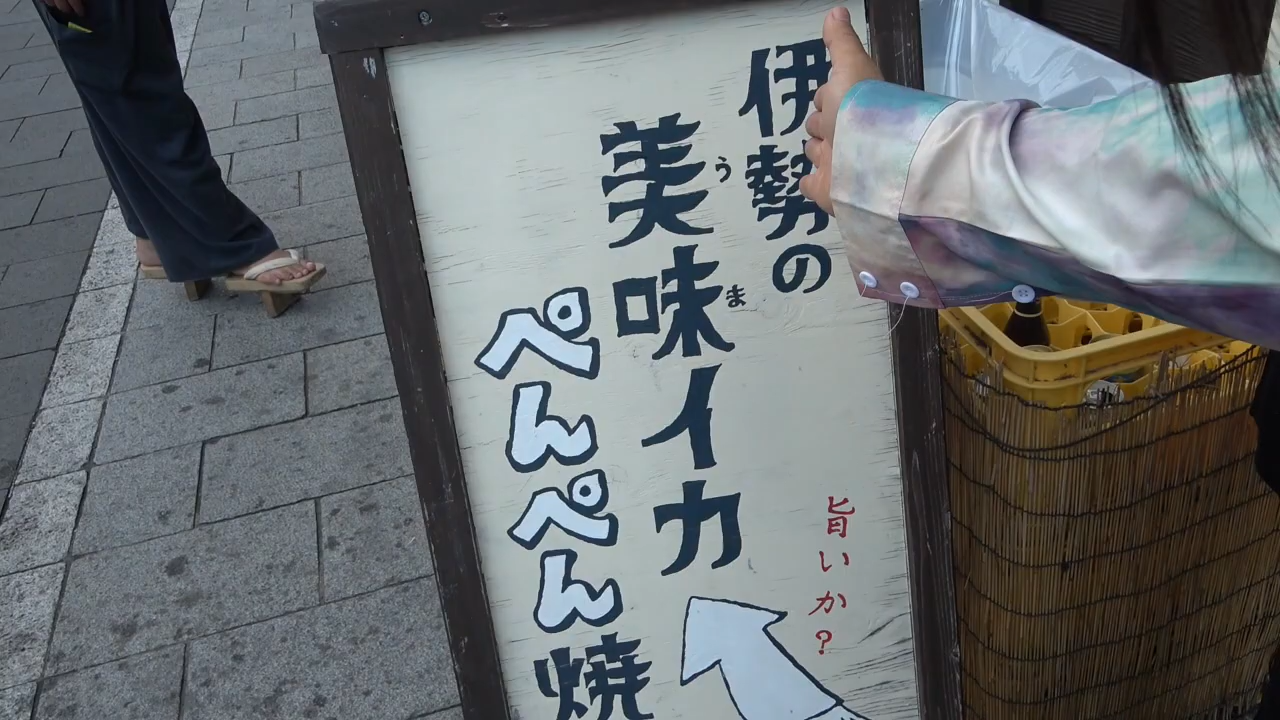 伊勢の
美味イカ
うま
ぺんぺん焼
旨いか?